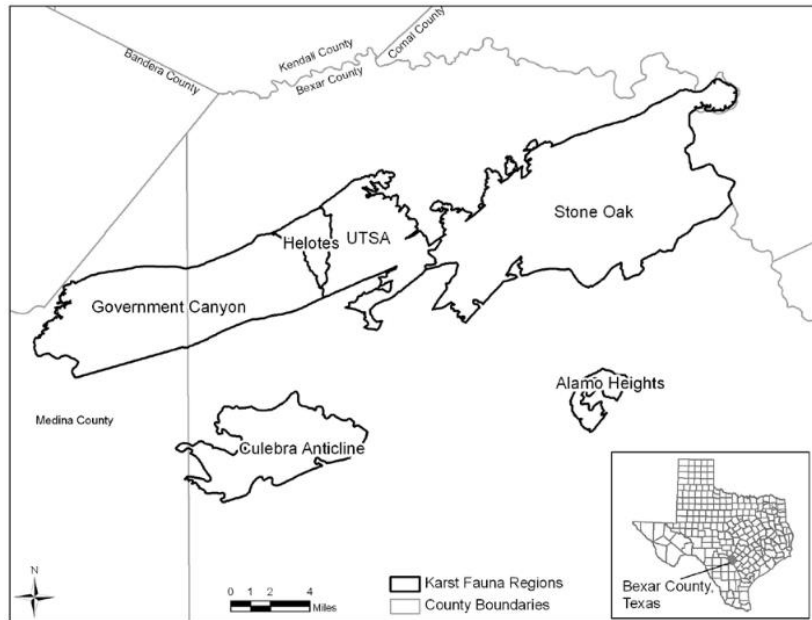 Bandera County
Kendall County
Comal County
Bexar County
Stone Oak
Helotes
UTSA
Government Canyon
Alamo Heights
Medina County
Culebra Anticline
N
0 1 2 4
Miles
Karst Fauna Regions
County Boundaries
Bexar County,
Texas